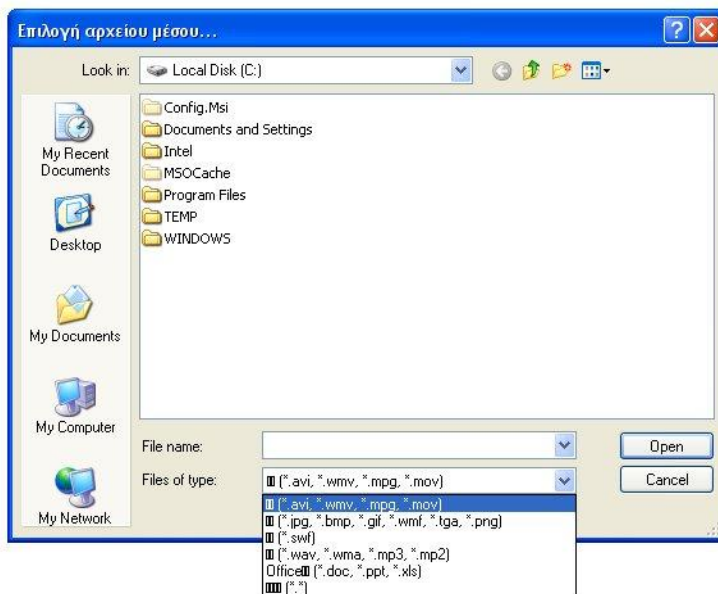 Επιλογή αρχείου μέσου...
Look in:
Local Disk (C:)
My Recent
Documents
Desktop
My Documents
My Computer
My Network
Config.Msi
Documents and Settings
Intel
MSOCache
Program Files
TEMP
WINDOWS
File name:
Open
Files of type:
(*.avi, *.wmv, *.mpg, *.mov)
Cancel
(*.avi, *.wmv, *.mpg, *.mov)
(*.jpg, *.bmp, *.gif, *.wmf, *.tga, *.png)
(*.swf)
(*.wav, *.wma, *.mp3, *.mp2)
Office (*.doc, *.ppt, *.xls)
(*.*)